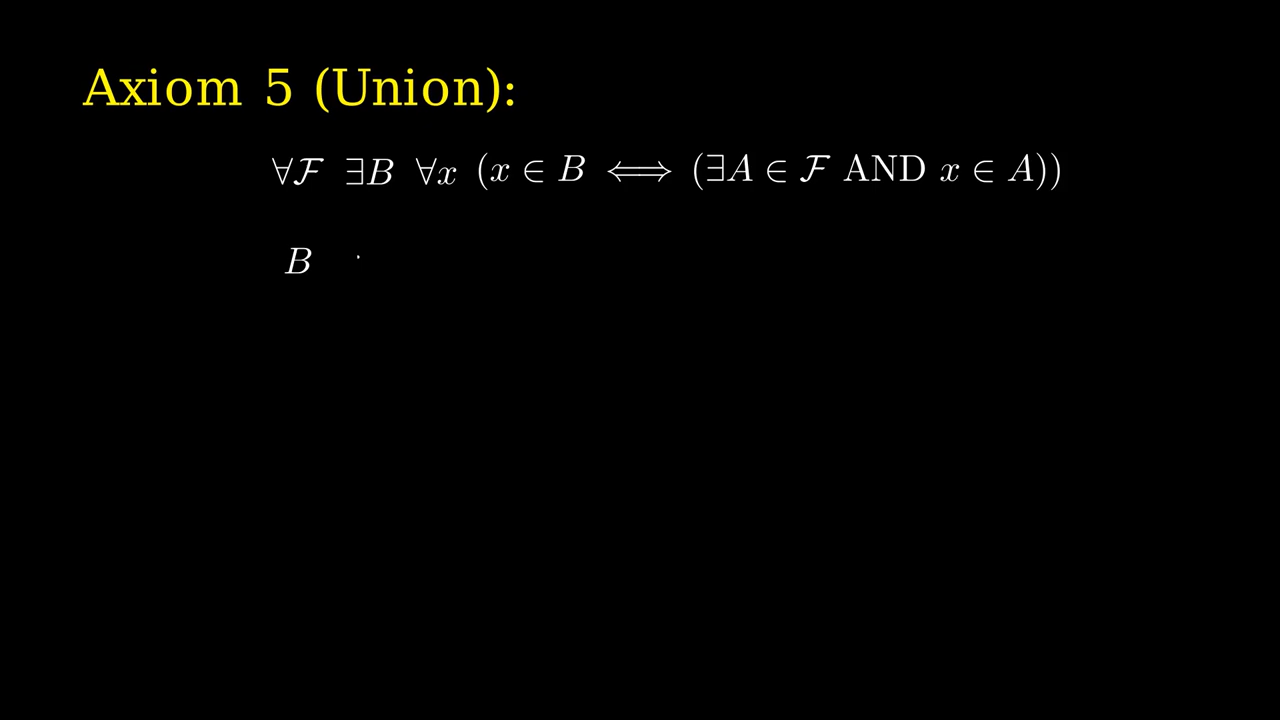 Axiom 5 (Union):
∀ℱ ∃B ∀x (x ∈ B ⟺ (∃A ∈ ℱ AND x ∈ A))
B